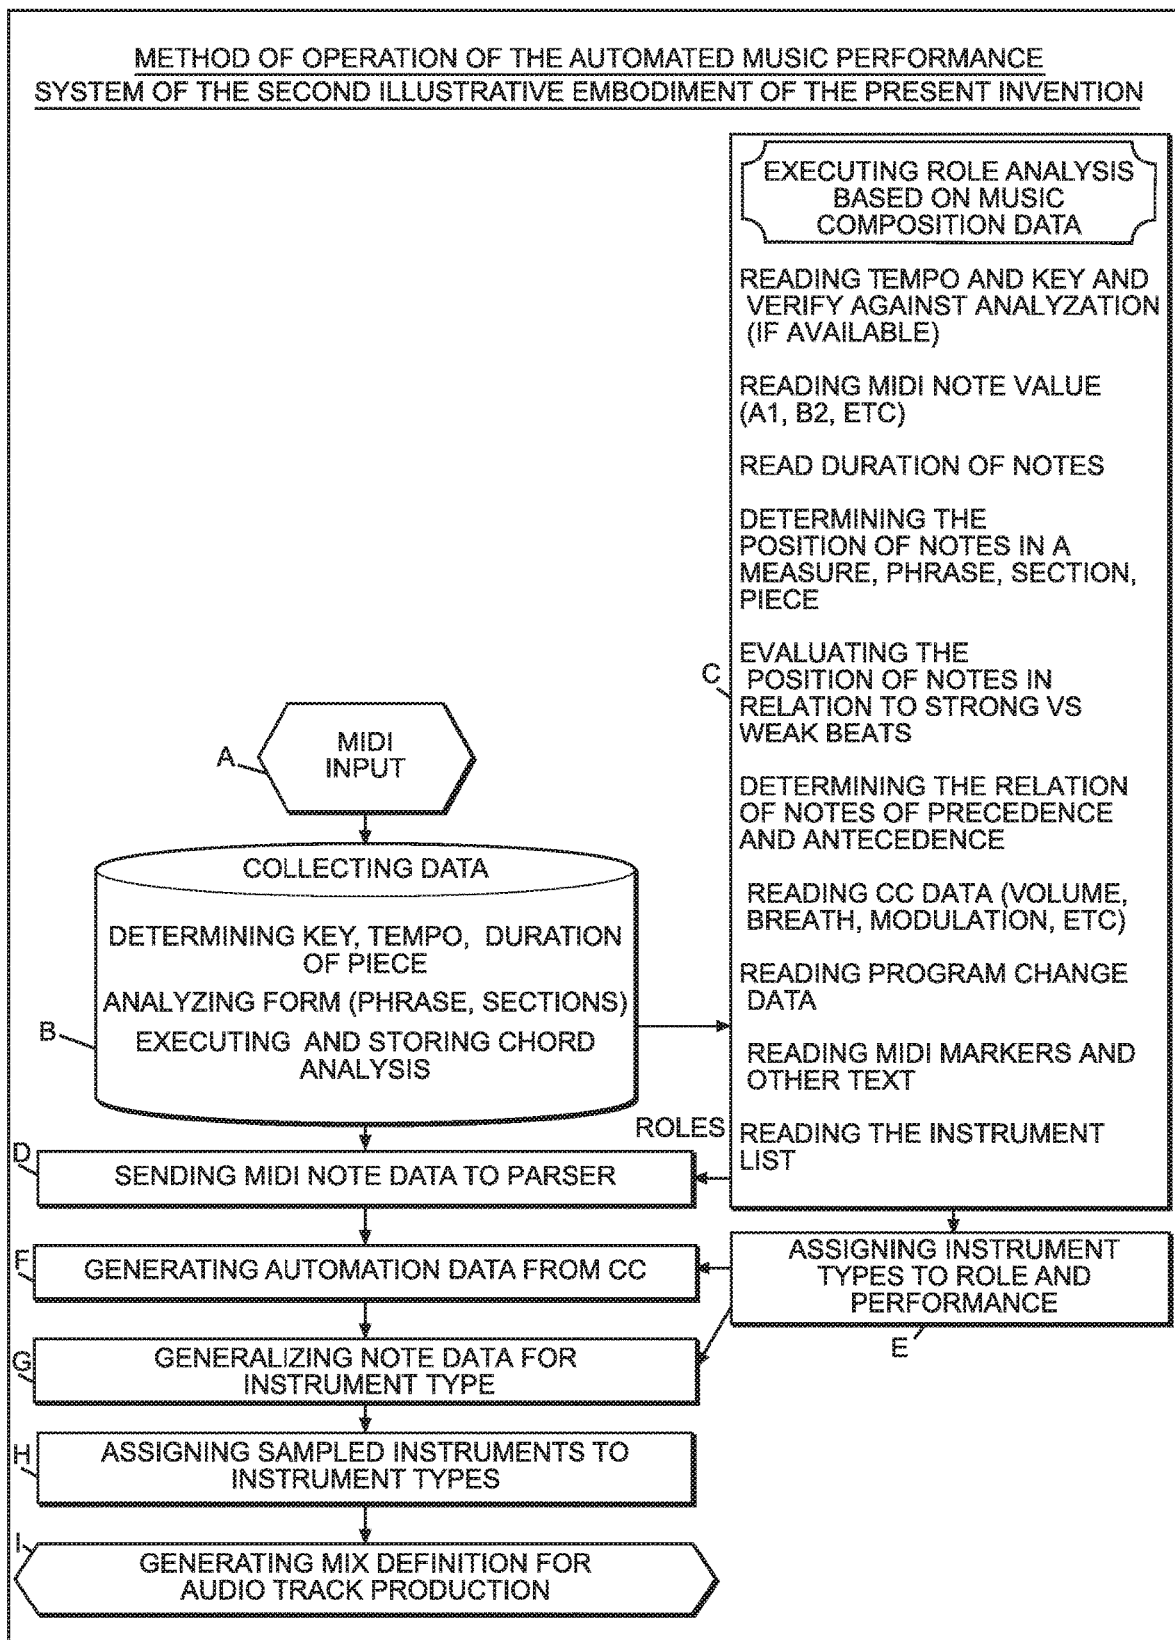 METHOD OF OPERATION OF THE AUTOMATED MUSIC PERFORMANCE
SYSTEM OF THE SECOND ILLUSTRATIVE EMBODIMENT OF THE PRESENT INVENTION
EXECUTING ROLE ANALYSIS
BASED ON MUSIC
COMPOSITION DATA
READING TEMPO AND KEY AND
VERIFY AGAINST ANALYZATION
(IF AVAILABLE)
READING MIDI NOTE VALUE
(A1, B2, ETC)
READ DURATION OF NOTES
DETERMINING THE
POSITION OF NOTES IN A
MEASURE, PHRASE, SECTION,
PIECE
C
EVALUATING THE
POSITION OF NOTES IN
RELATION TO STRONG VS
WEAK BEATS
DETERMINING THE RELATION
OF NOTES OF PRECEDENCE
AND ANTECEDENCE
READING CC DATA (VOLUME,
BREATH, MODULATION, ETC)
READING PROGRAM CHANGE
DATA
READING MIDI MARKERS AND
OTHER TEXT
READING THE INSTRUMENT
LIST
A
MIDI
INPUT
COLLECTING DATA
DETERMINING KEY, TEMPO, DURATION
OF PIECE
ANALYZING FORM (PHRASE, SECTIONS)
B
EXECUTING AND STORING CHORD
ANALYSIS
ROLES
D
SENDING MIDI NOTE DATA TO PARSER
F
GENERATING AUTOMATION DATA FROM CC
ASSIGNING INSTRUMENT
TYPES TO ROLE AND
PERFORMANCE
E
G
GENERALIZING NOTE DATA FOR
INSTRUMENT TYPE
H
ASSIGNING SAMPLED INSTRUMENTS TO
INSTRUMENT TYPES
I
GENERATING MIX DEFINITION FOR
AUDIO TRACK PRODUCTION